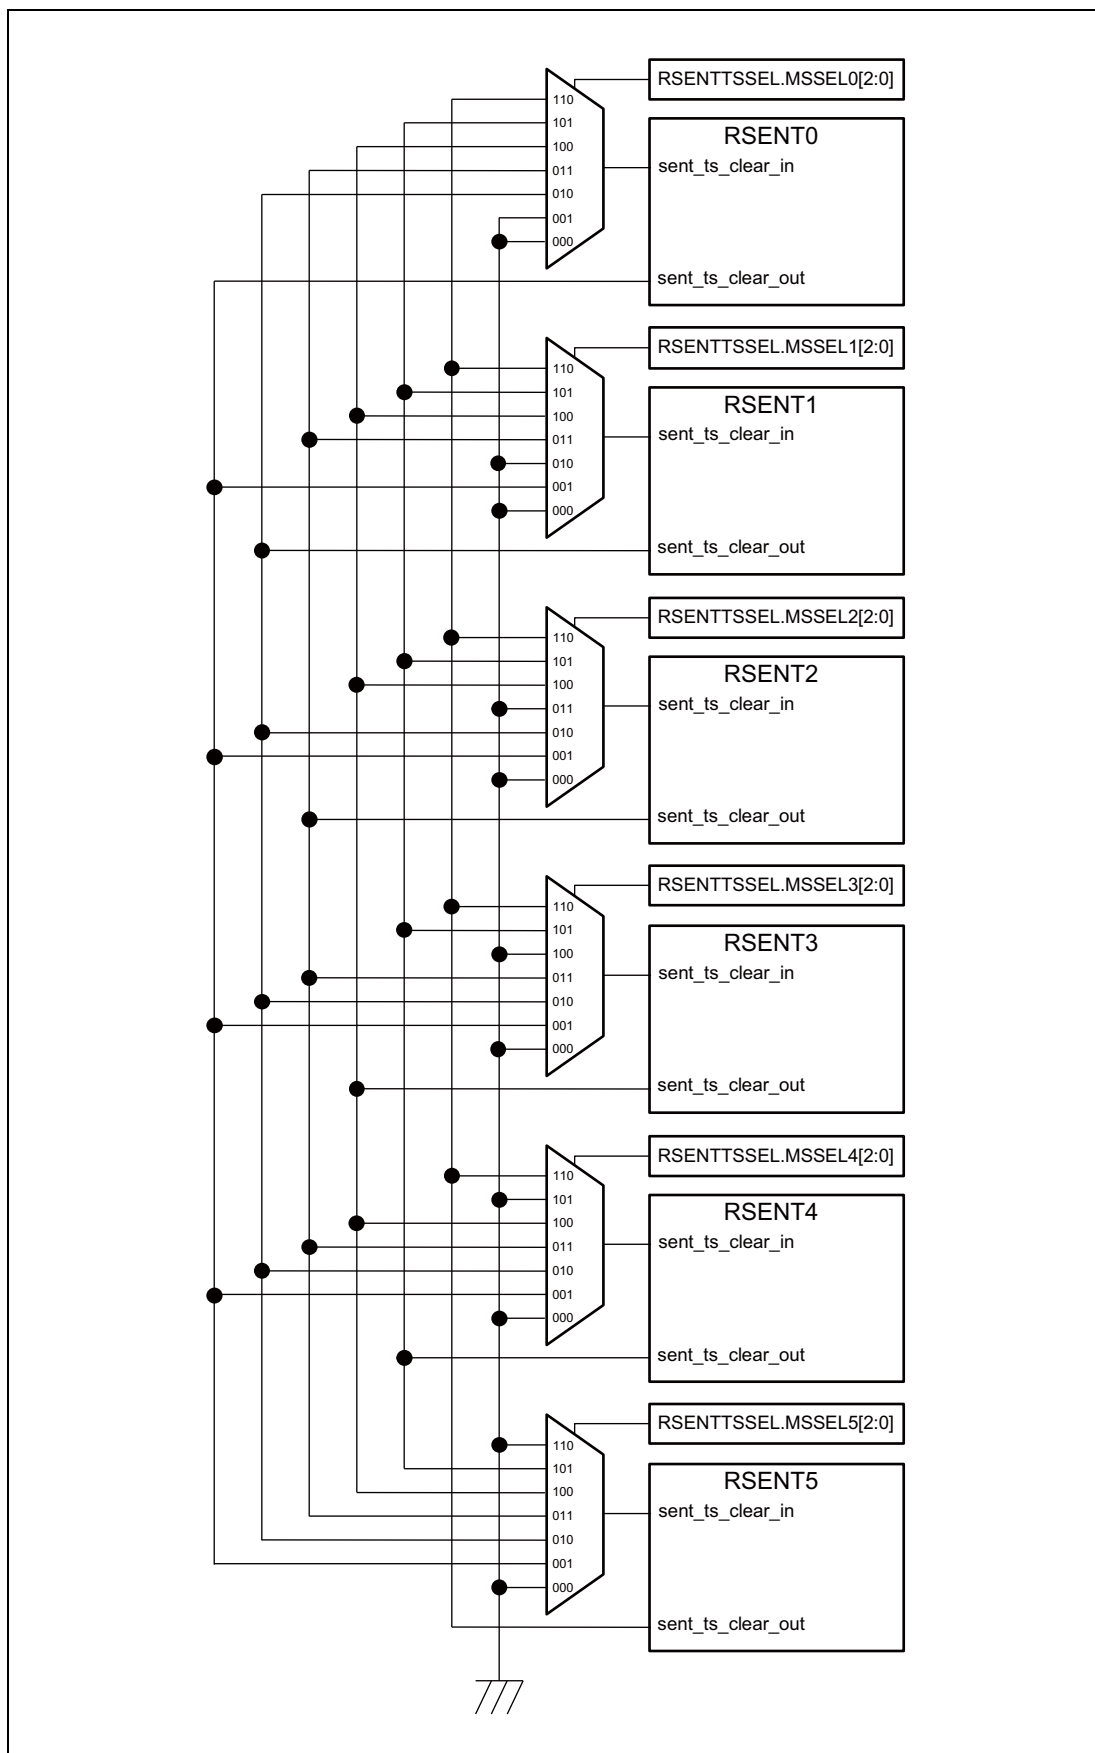 RSENTTSSEL.MSSEL0[2:0]
110
RSENT0
101
100
sent_ts_clear_in
011
010
001
000
sent_ts_clear_out
RSENTTSSEL.MSSEL1[2:0]
110
101
RSENT1
100
sent_ts_clear_in
011
010
001
000
sent_ts_clear_out
RSENTTSSEL.MSSEL2[2:0]
110
101
RSENT2
100
sent_ts_clear_in
011
010
001
000
sent_ts_clear_out
RSENTTSSEL.MSSEL3[2:0]
110
101
RSENT3
100
sent_ts_clear_in
011
010
001
000
sent_ts_clear_out
RSENTTSSEL.MSSEL4[2:0]
110
101
RSENT4
100
sent_ts_clear_in
011
010
001
000
sent_ts_clear_out
RSENTTSSEL.MSSEL5[2:0]
110
101
RSENT5
100
sent_ts_clear_in
011
010
001
000
sent_ts_clear_out